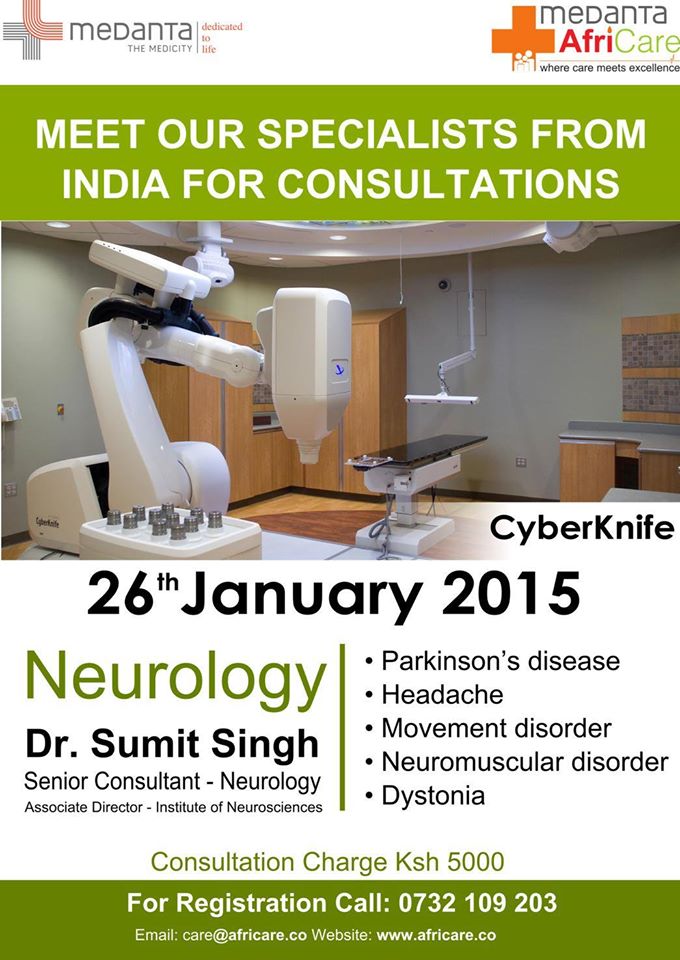 medanta
THE MEDICITY
dedicated
to
life
medanta
AfriCare
where care meets excellence
MEET OUR SPECIALISTS FROM
INDIA FOR CONSULTATIONS
CyberKnife
CyberKnife
26th January 2015
Neurology
Dr. Sumit Singh
Senior Consultant - Neurology
Associate Director - Institute of Neurosciences
• Parkinson's disease
• Headache
• Movement disorder
• Neuromuscular disorder
• Dystonia
Consultation Charge Ksh 5000
For Registration Call: 0732 109 203
Email: care@africare.co Website: www.africare.co